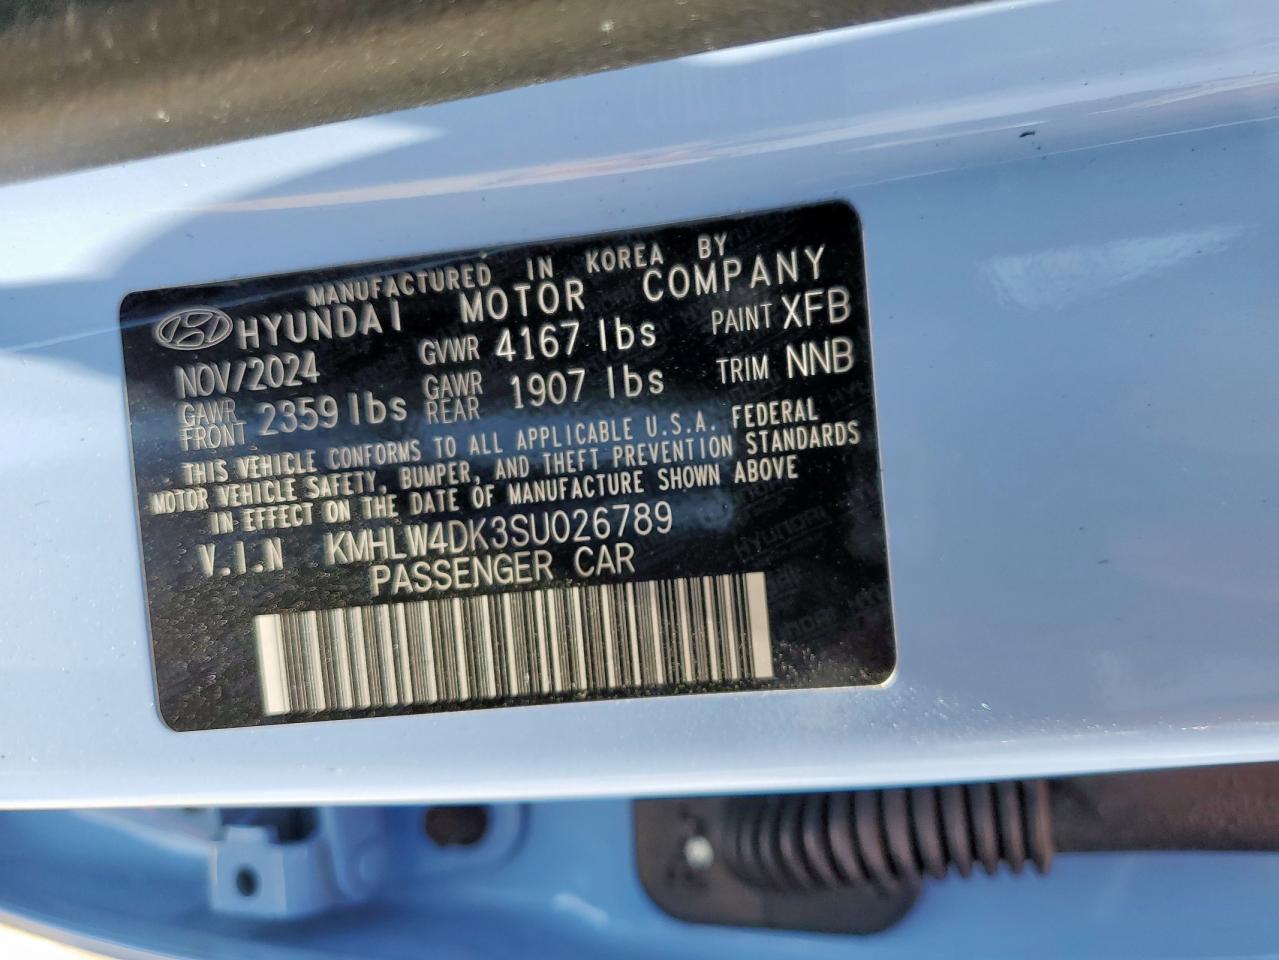 MANUFACTURED IN KOREA BY
HYUNDAI MOTOR COMPANY
NOV/2024 GVWR 4167 lbs PAINT XFB
GAWR FRONT 2359 lbs GAWR REAR 1907 lbs TRIM NNB
THIS VEHICLE CONFORMS TO ALL APPLICABLE U.S.A. FEDERAL
MOTOR VEHICLE SAFETY, BUMPER, AND THEFT PREVENTION STANDARDS
IN EFFECT ON THE DATE OF MANUFACTURE SHOWN ABOVE
V.I.N KMHLW4DK3SU026789
PASSENGER CAR